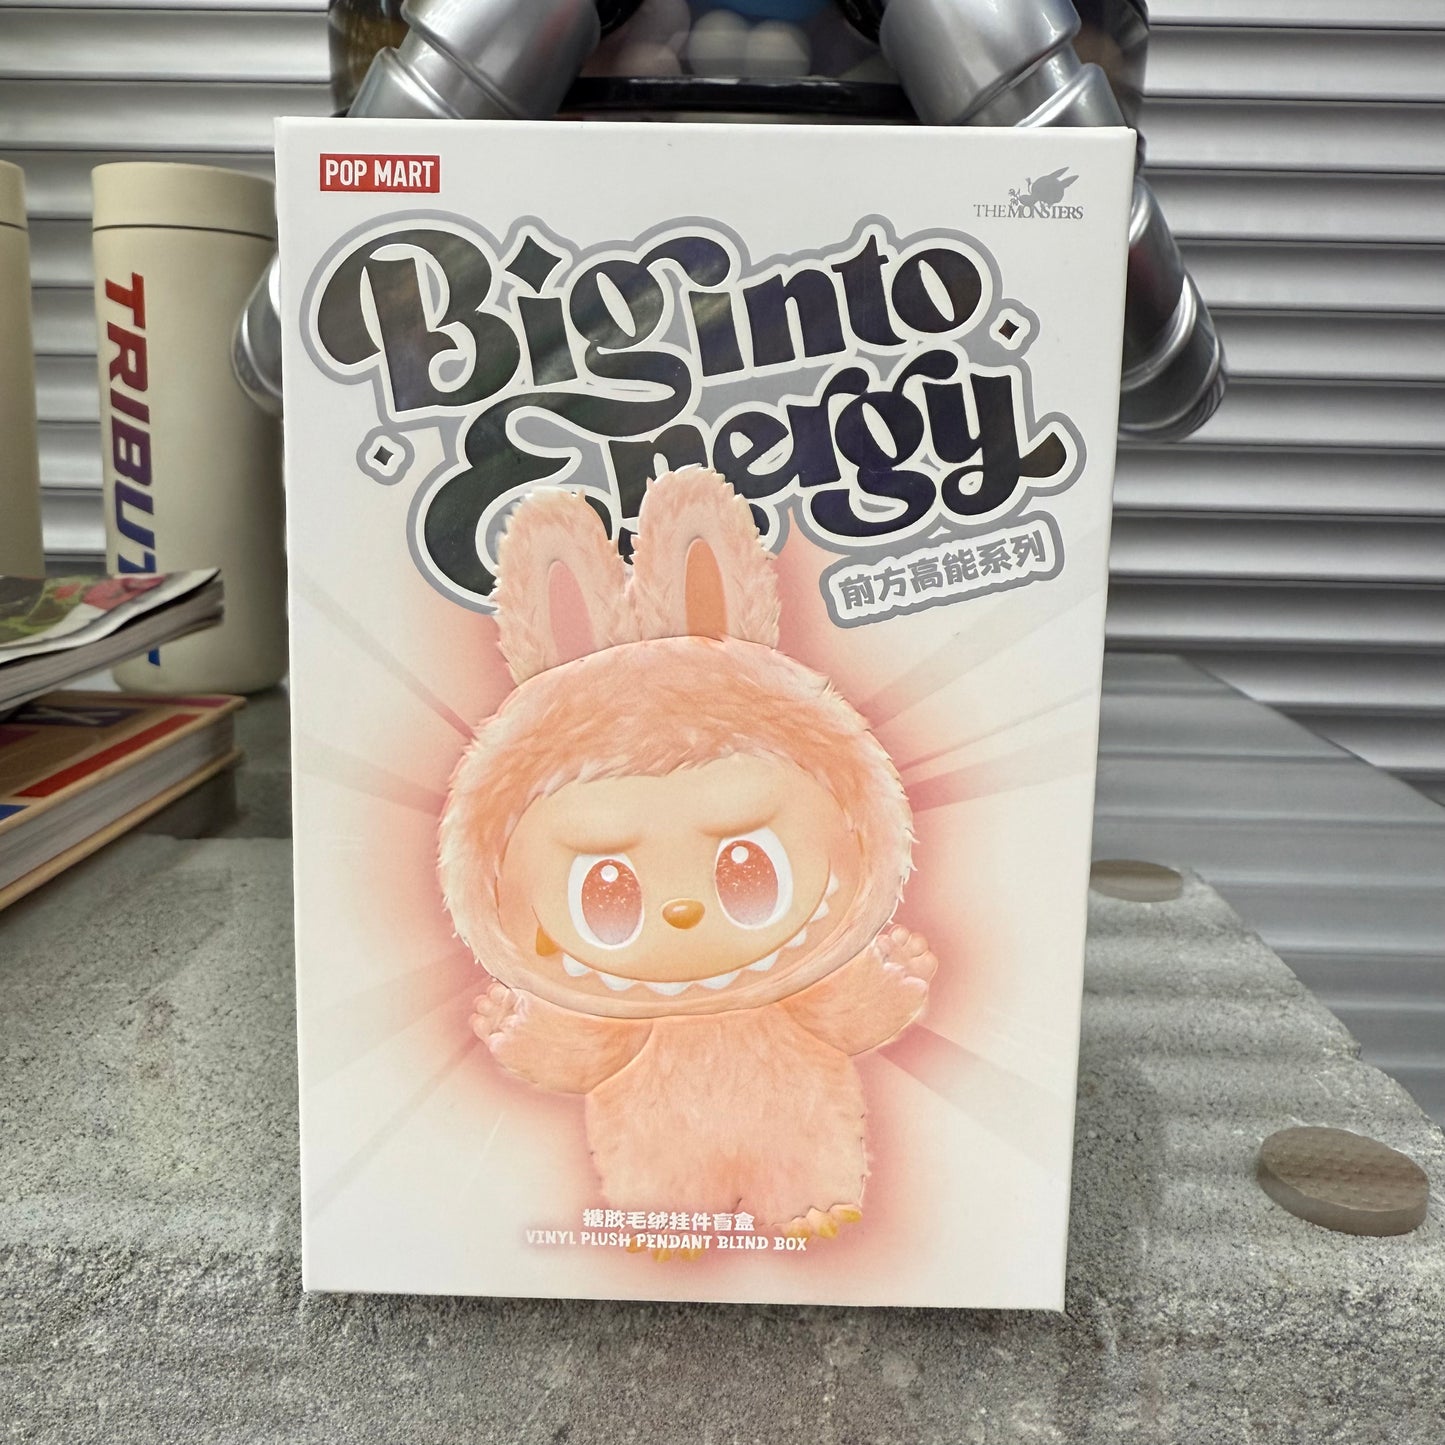 POP MART
THE MONSTERS
Big into
Energy
前方高能系列
搪胶毛绒挂件盲盒
VINYL PLUSH PENDANT BLIND BOX